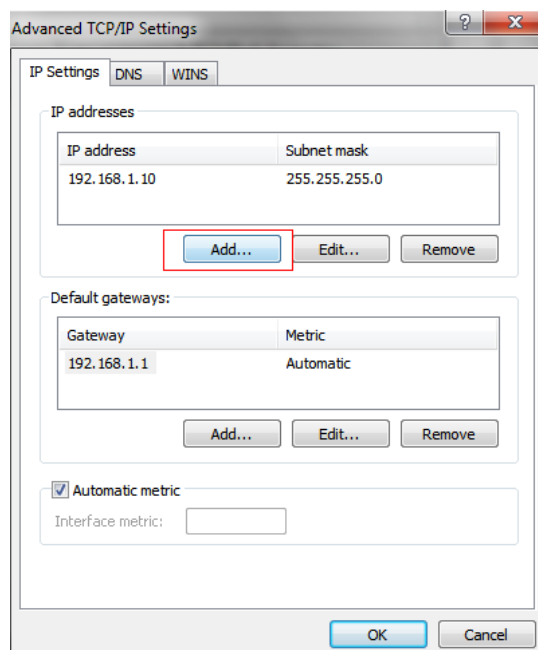 Advanced TCP/IP Settings
? X
IP Settings DNS WINS
IP addresses
IP address Subnet mask
192.168.1.10 255.255.255.0
Add... Edit... Remove
Default gateways:
Gateway Metric
192.168.1.1 Automatic
Add... Edit... Remove
Automatic metric
Interface metric:
OK Cancel